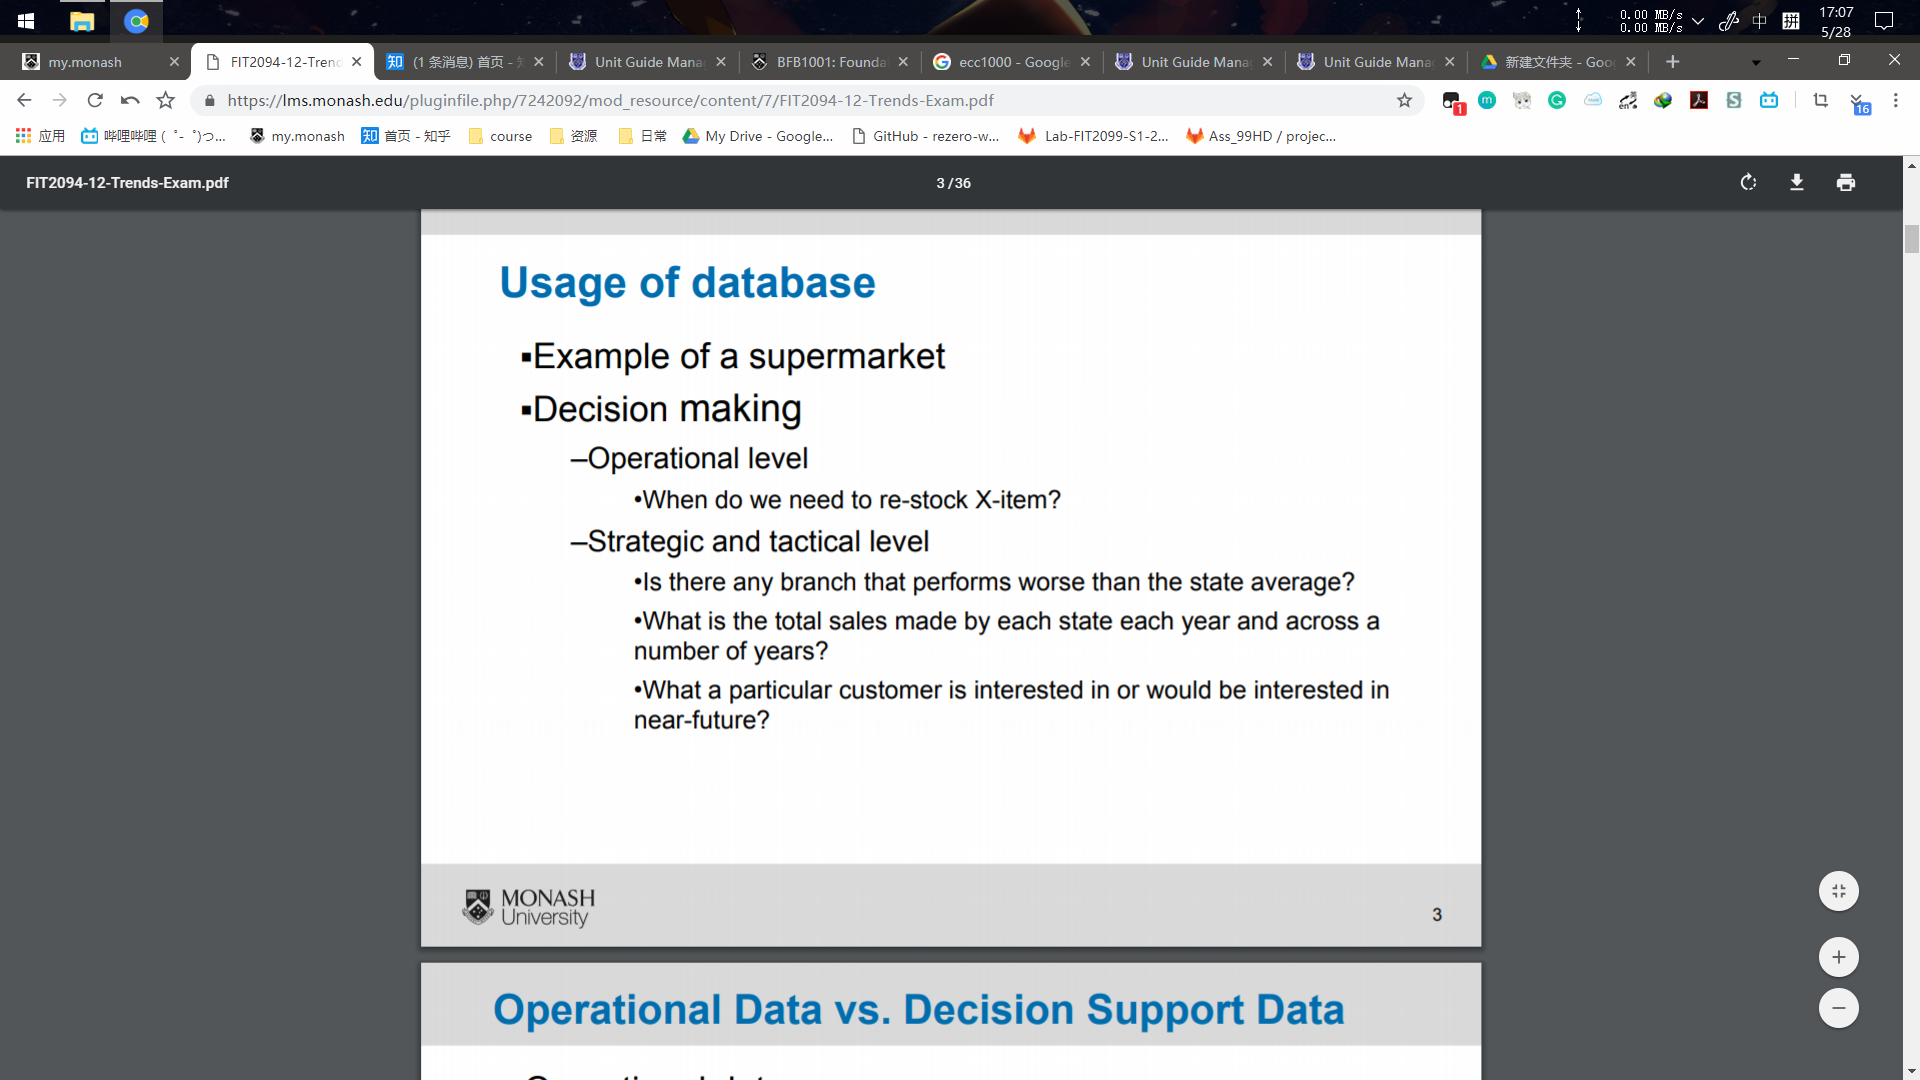 0.00 MB/s
0.00 MB/s
中
拼
17:07
5/28
my.monash
FIT2094-12-Trend
知 (1 条消息) 首页 -
Unit Guide Mana
BFB1001: Founda
ecc1000 - Google
Unit Guide Mana
Unit Guide Mana
新建文件夹 - Goo
https://lms.monash.edu/pluginfile.php/7242092/mod_resource/content/7/FIT2094-12-Trends-Exam.pdf
1
m
16
应用
哔哩哔哩 ( ゜- ゜)つ...
my.monash
知 首页 - 知乎
course
资源
日常
My Drive - Google...
GitHub - rezero-w...
Lab-FIT2099-S1-2...
Ass_99HD / projec...
FIT2094-12-Trends-Exam.pdf
3 / 36
Usage of database
▪Example of a supermarket
▪Decision making
–Operational level
•When do we need to re-stock X-item?
–Strategic and tactical level
•Is there any branch that performs worse than the state average?
•What is the total sales made by each state each year and across a
number of years?
•What a particular customer is interested in or would be interested in
near-future?
MONASH
University
3
Operational Data vs. Decision Support Data